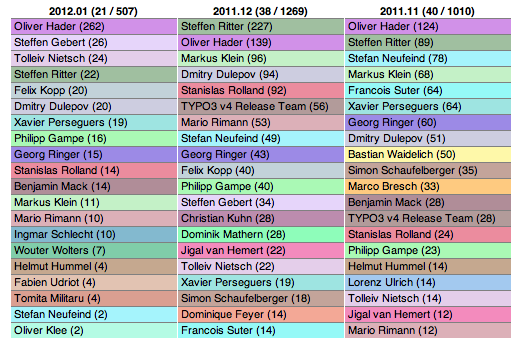 2012.01 (21 / 507) 2011.12 (38 / 1269) 2011.11 (40 / 1010)
Oliver Hader (262) Steffen Ritter (227) Oliver Hader (124)
Steffen Gebert (26) Oliver Hader (139) Steffen Ritter (89)
Tolleiv Nietsch (24) Markus Klein (96) Stefan Neufeind (78)
Steffen Ritter (22) Dmitry Dulepov (94) Markus Klein (68)
Felix Kopp (20) Stanislas Rolland (92) Francois Suter (64)
Dmitry Dulepov (20) TYPO3 v4 Release Team (56) Xavier Perseguers (64)
Xavier Perseguers (19) Mario Rimann (53) Georg Ringer (60)
Philipp Gampe (16) Stefan Neufeind (49) Dmitry Dulepov (51)
Georg Ringer (15) Georg Ringer (43) Bastian Waidelich (50)
Stanislas Rolland (14) Felix Kopp (40) Simon Schaufelberger (35)
Benjamin Mack (14) Philipp Gampe (40) Marco Bresch (33)
Markus Klein (11) Steffen Gebert (34) Benjamin Mack (28)
Mario Rimann (10) Christian Kuhn (28) TYPO3 v4 Release Team (28)
Ingmar Schlecht (10) Dominik Mathern (28) Stanislas Rolland (24)
Wouter Wolters (7) Jigal van Hemert (22) Philipp Gampe (23)
Helmut Hummel (4) Tolleiv Nietsch (22) Helmut Hummel (14)
Fabien Udriot (4) Xavier Perseguers (19) Lorenz Ulrich (14)
Tomita Militaru (4) Simon Schaufelberger (18) Tolleiv Nietsch (14)
Stefan Neufeind (2) Dominique Feyer (14) Jigal van Hemert (12)
Oliver Klee (2) Francois Suter (14) Mario Rimann (12)